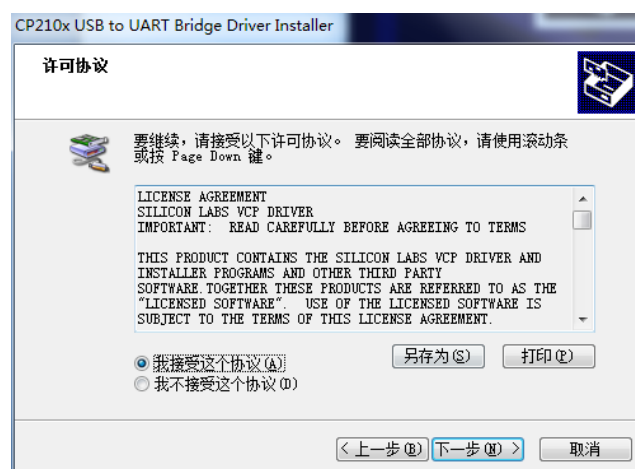 CP210x USB to UART Bridge Driver Installer
许可协议
要继续，请接受以下许可协议。 要阅读全部协议，请使用滚动条
或按 Page Down 键。
LICENSE AGREEMENT
SILICON LABS VCP DRIVER
IMPORTANT:  READ CAREFULLY BEFORE AGREEING TO TERMS
THIS PRODUCT CONTAINS THE SILICON LABS VCP DRIVER AND
INSTALLER PROGRAMS AND OTHER THIRD PARTY
SOFTWARE.TOGETHER THESE PRODUCTS ARE REFERRED TO AS THE
"LICENSED SOFTWARE".  USE OF THE LICENSED SOFTWARE IS
SUBJECT TO THE TERMS OF THIS LICENSE AGREEMENT.
我接受这个协议(A)
另存为(S)
打印(P)
我不接受这个协议(D)
< 上一步(B)
下一步(N) >
取消